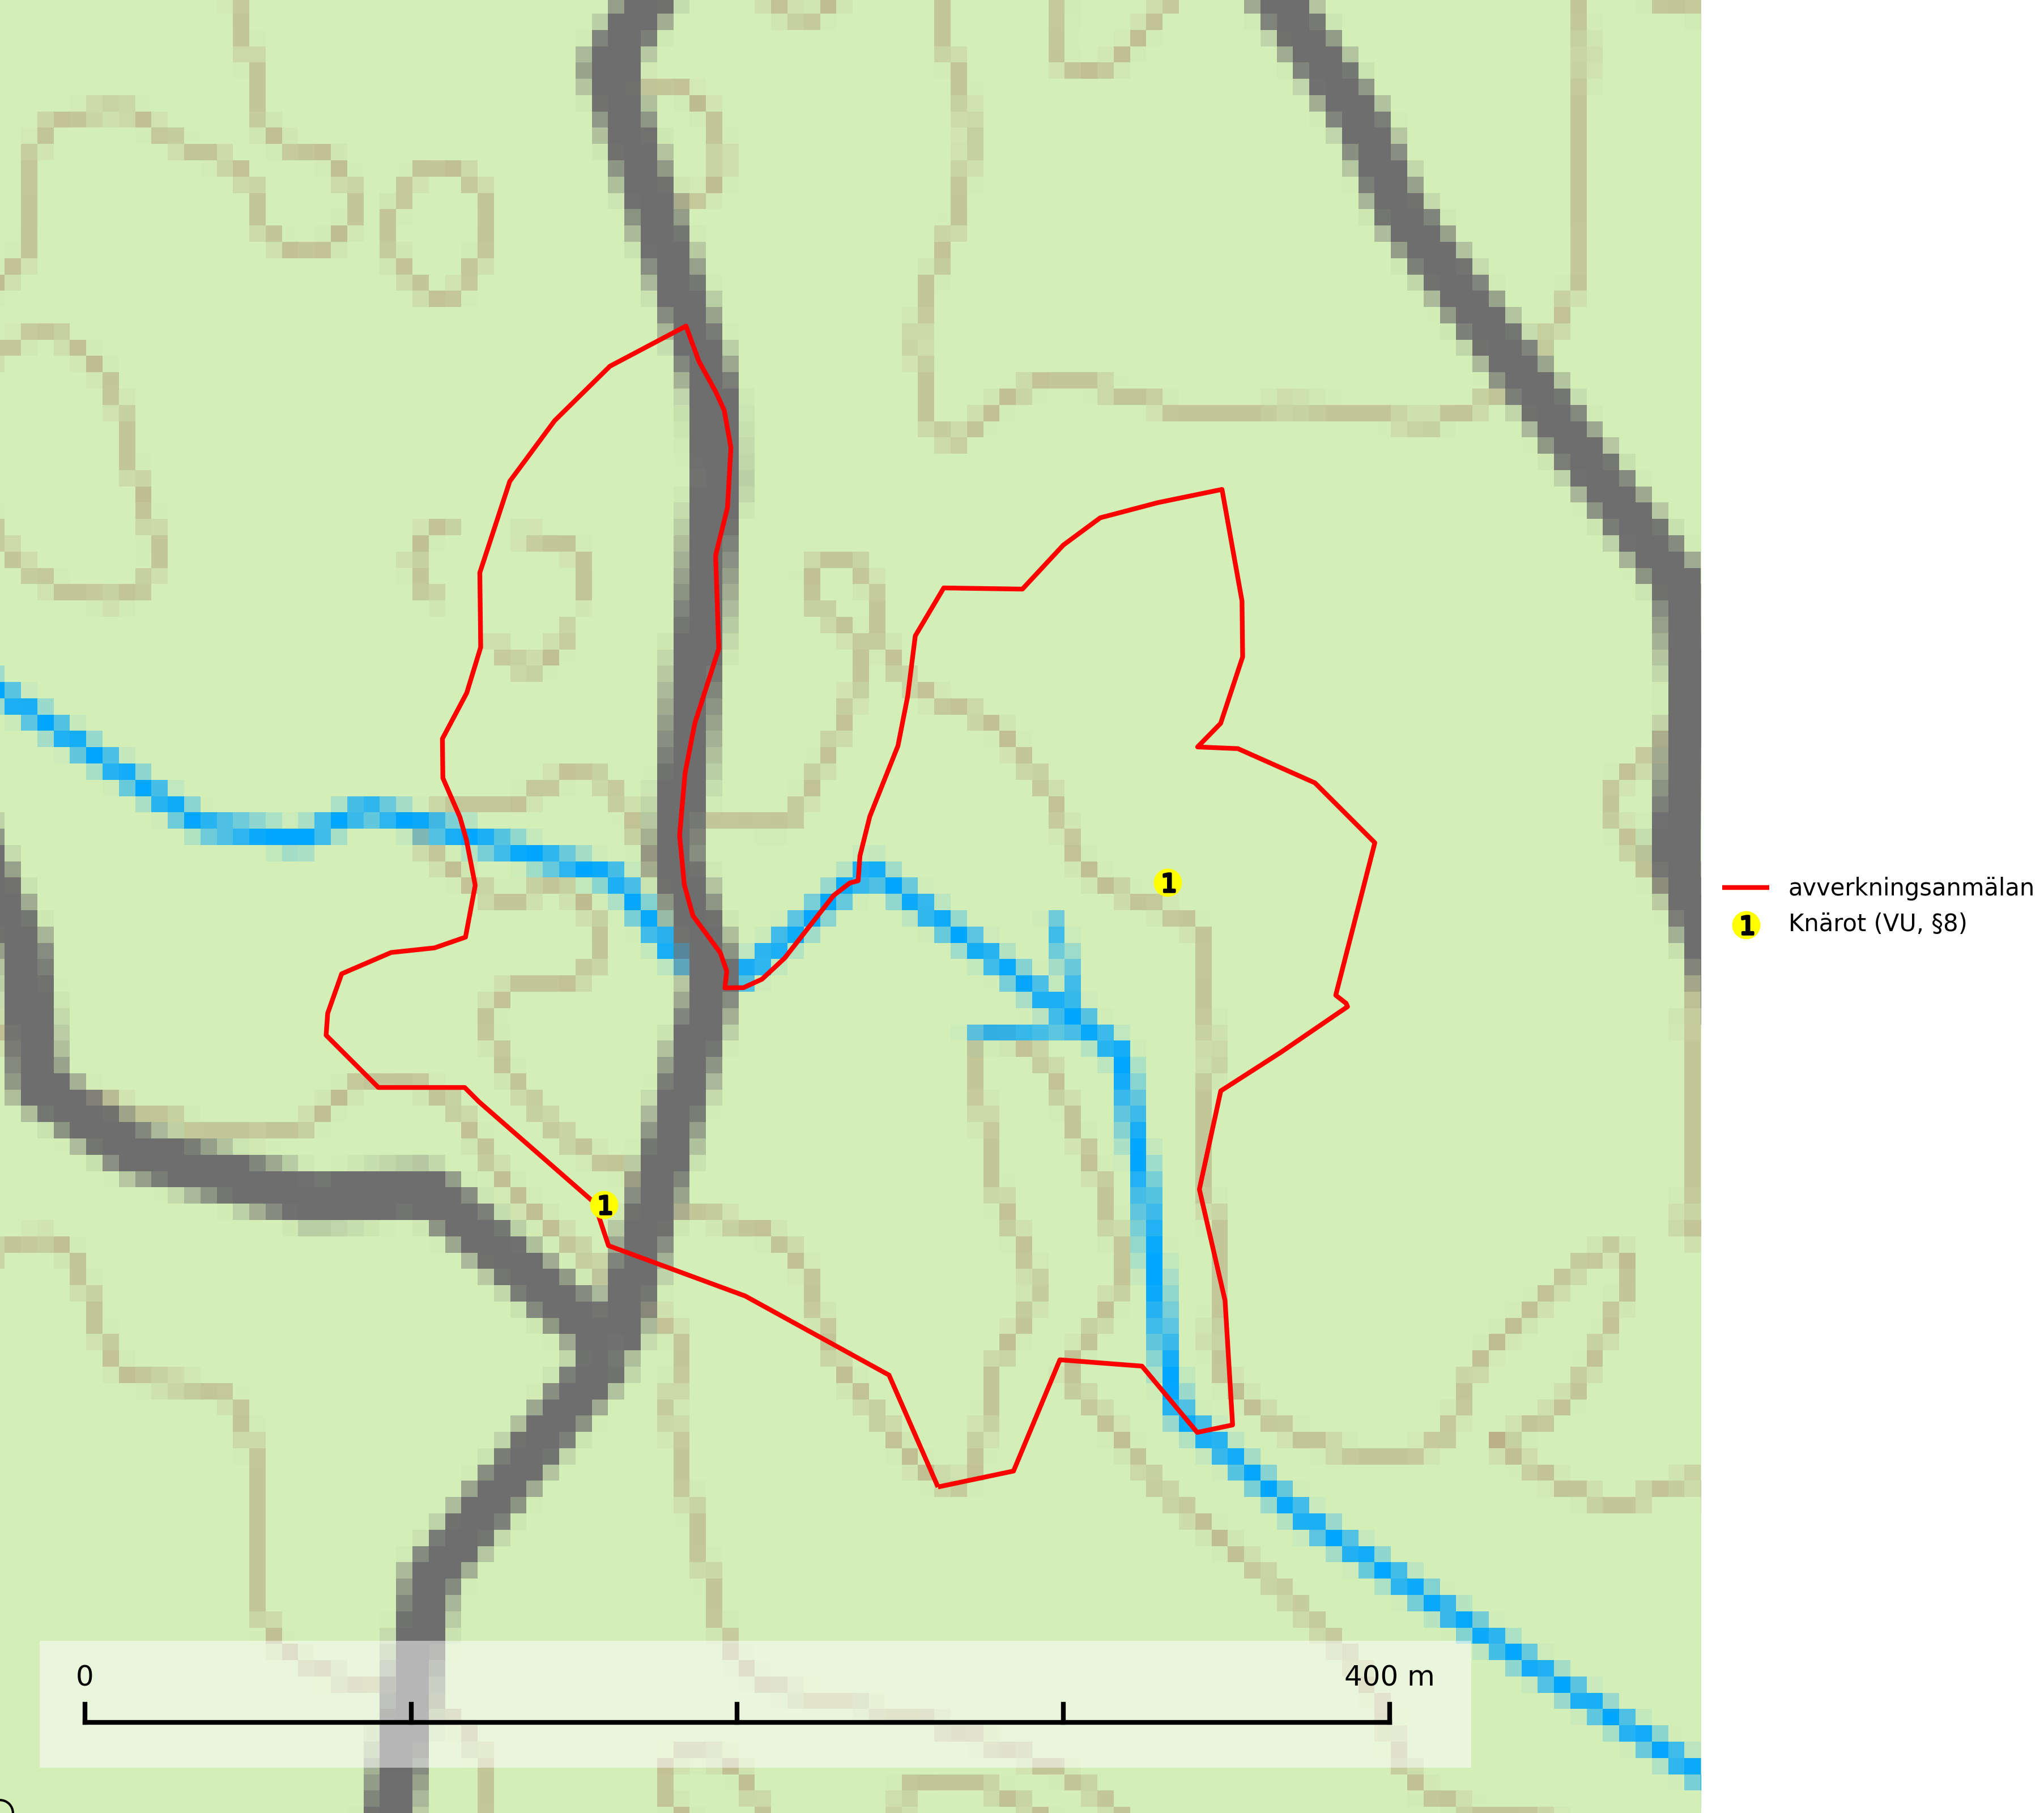 1
avverkningsanmälan
1 Knärot (VU, §8)
1
0 400 m